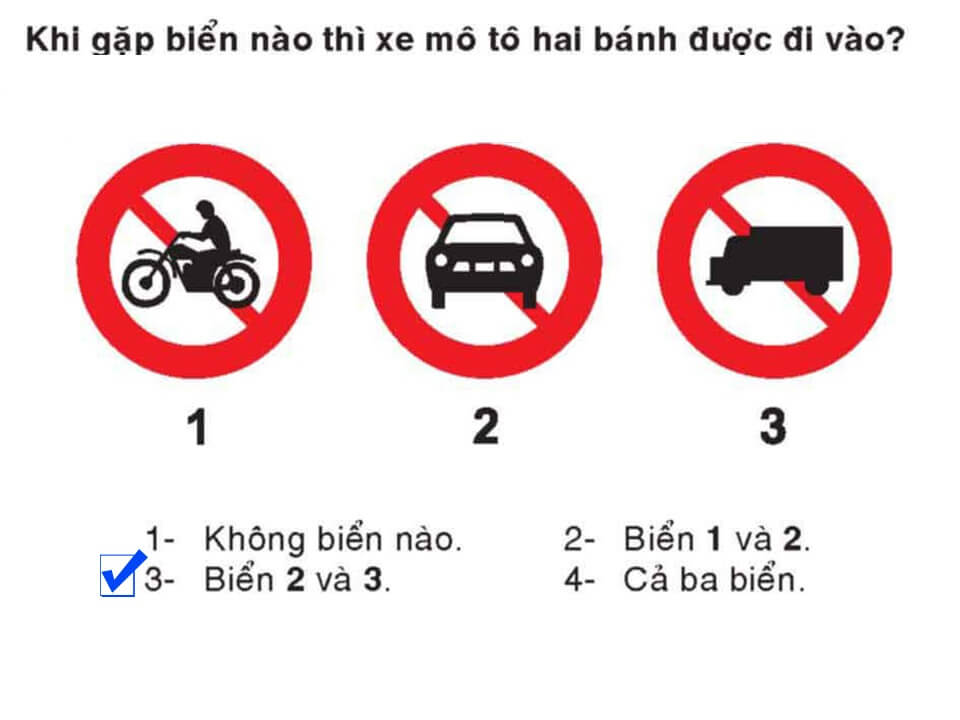 Khi gặp biển nào thì xe mô tô hai bánh được đi vào?
1 2 3
1- Không biển nào. 2- Biển 1 và 2.
3- Biển 2 và 3. 4- Cả ba biển.